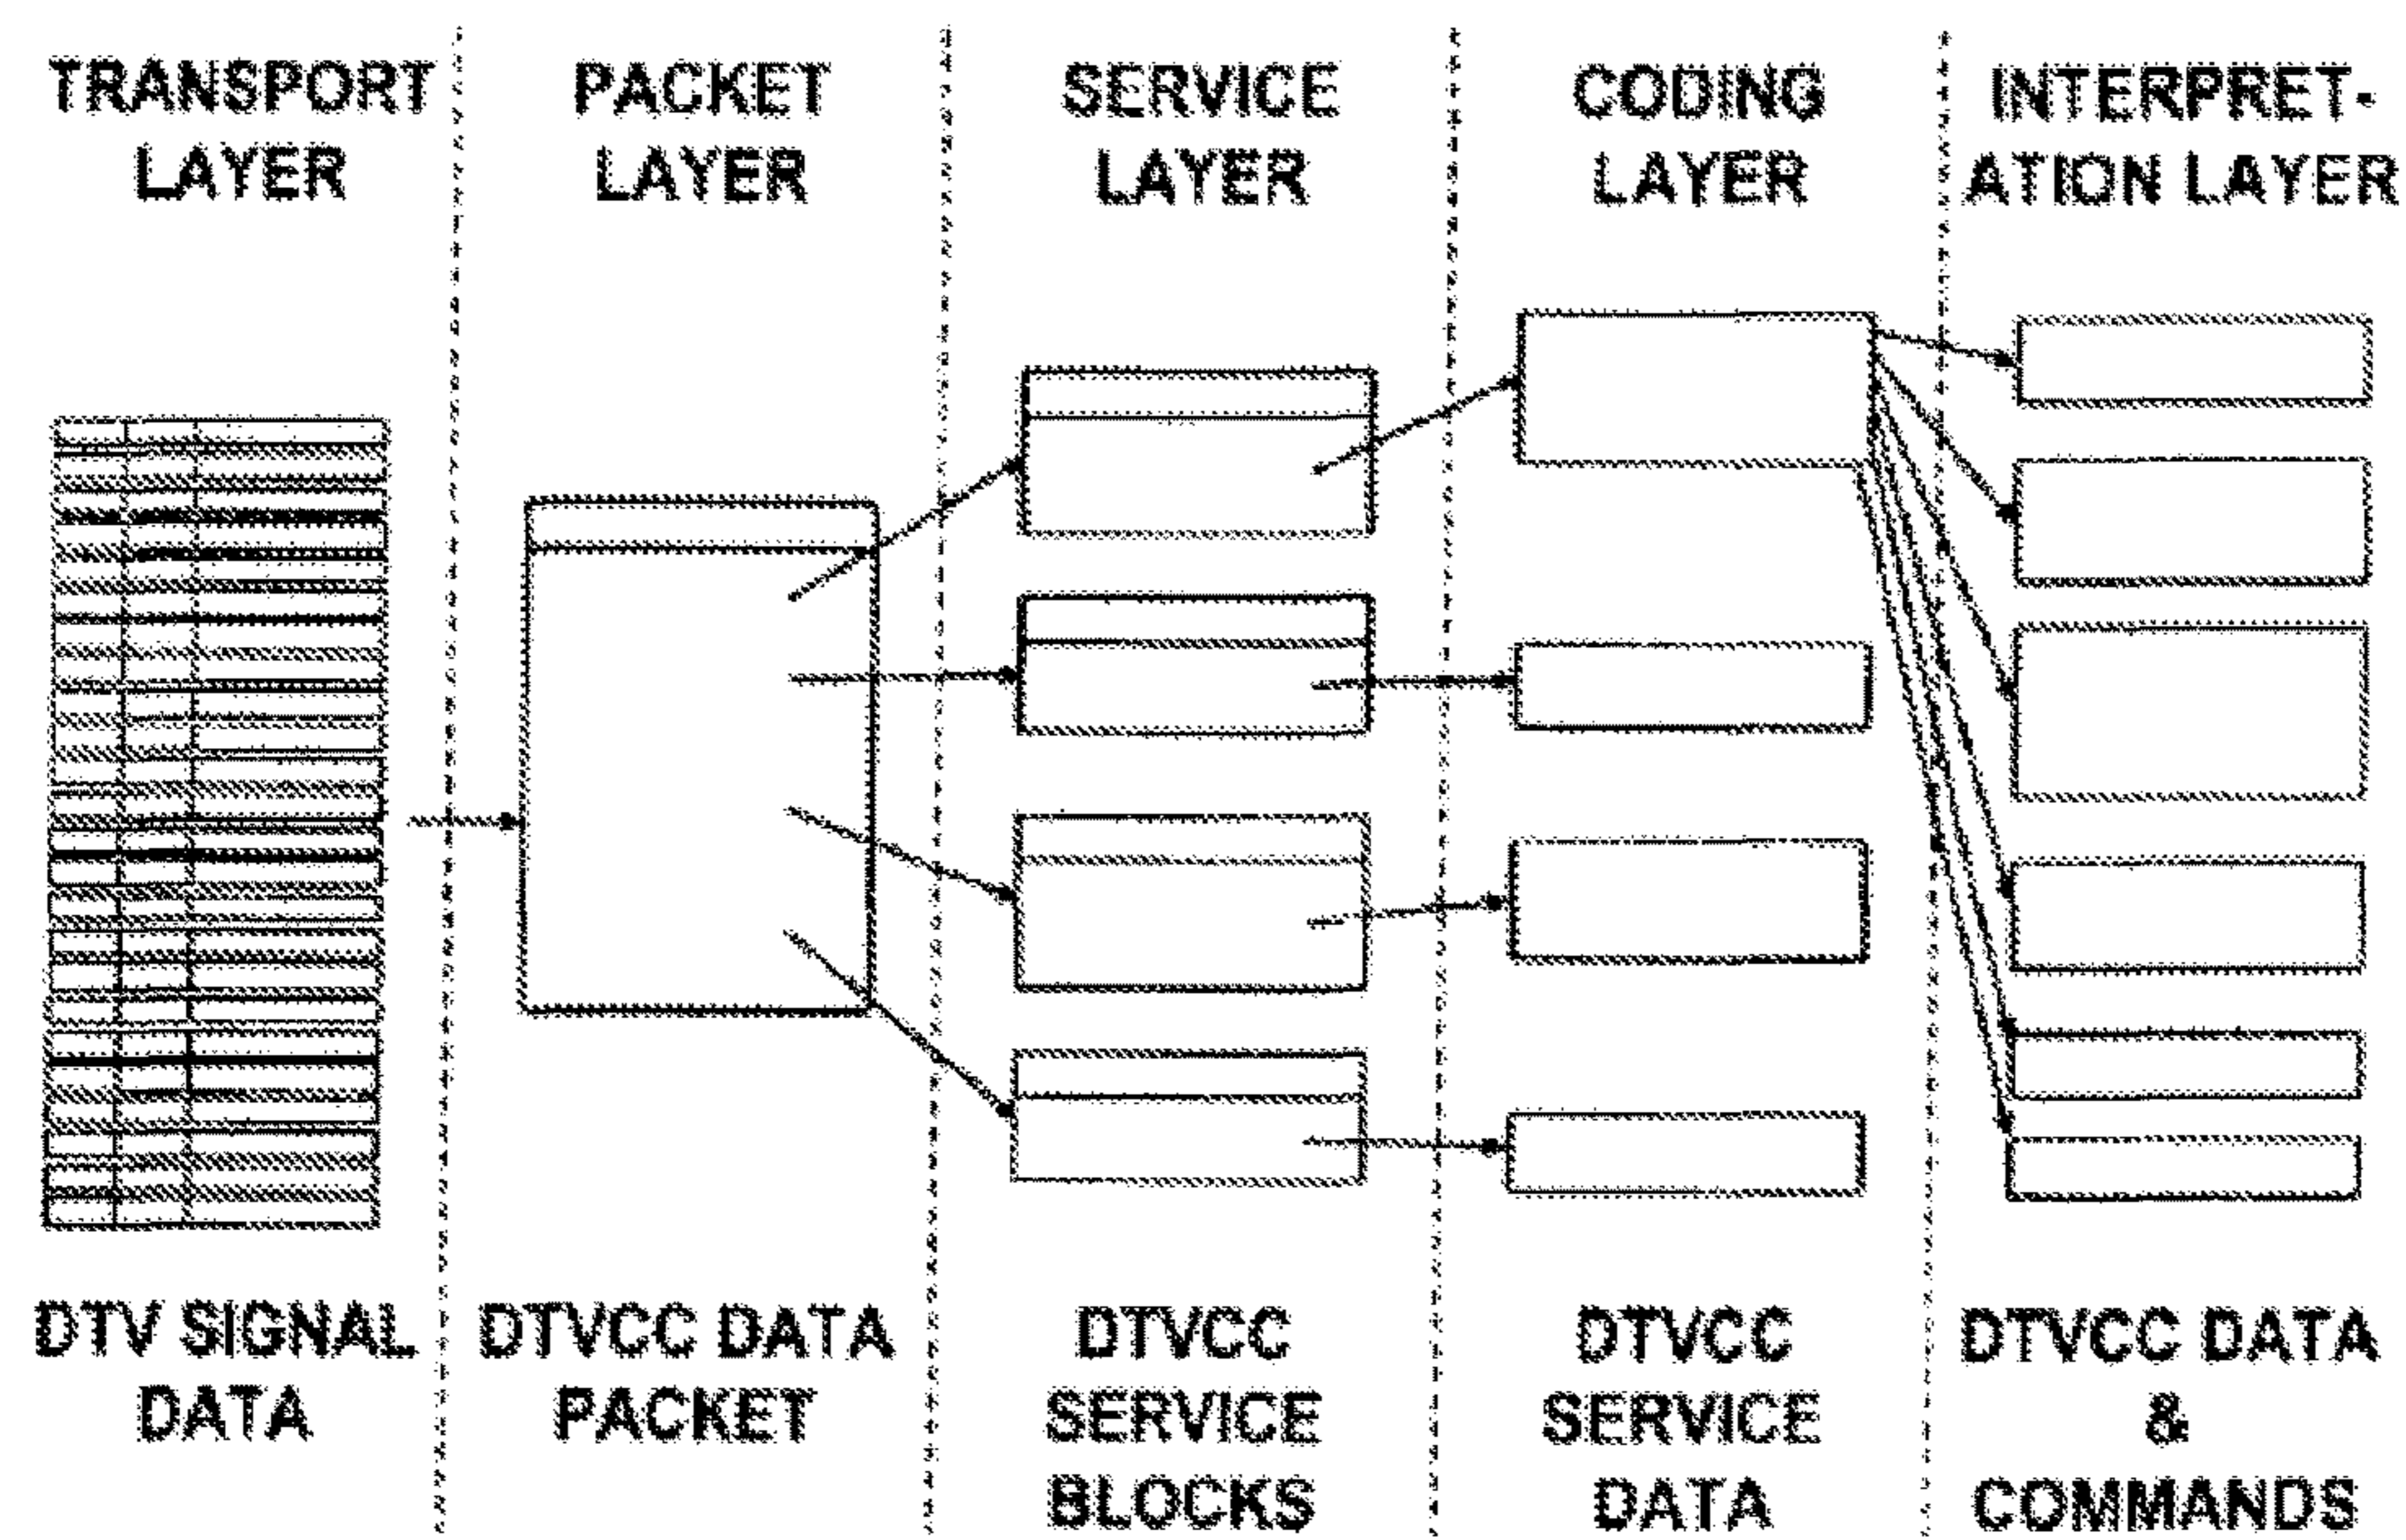 TRANSPORT
LAYER
PACKET
LAYER
SERVICE
LAYER
CODING
LAYER
INTERPRET-
ATION LAYER
DTV SIGNAL
DATA
DTVCC DATA
PACKET
DTVCC
SERVICE
BLOCKS
DTVCC
SERVICE
DATA
DTVCC DATA
&
COMMANDS